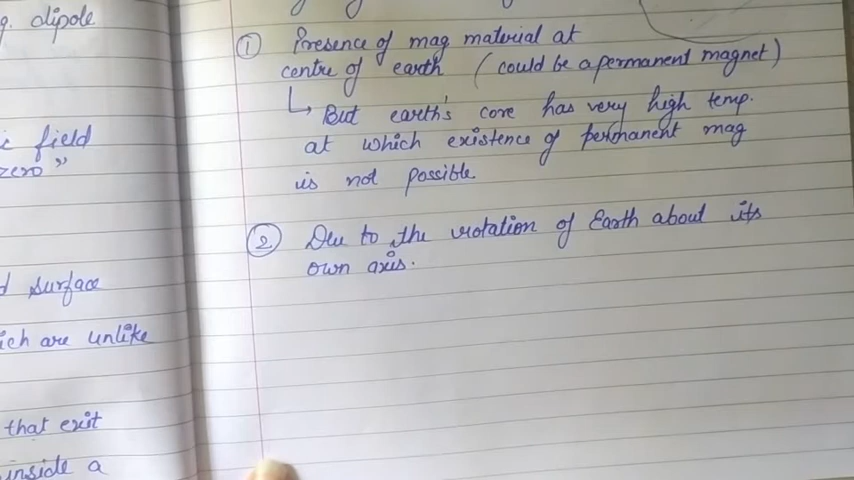 g. dipole
field
zero"
surface
ich are unlike
that exist
inside a
① Presence of mag material at
centre of earth (could be a permanent magnet)
↳ But earth's core has very high temp.
at which existence of permanent mag
is not possible.
② Due to the rotation of Earth about its
own axis.